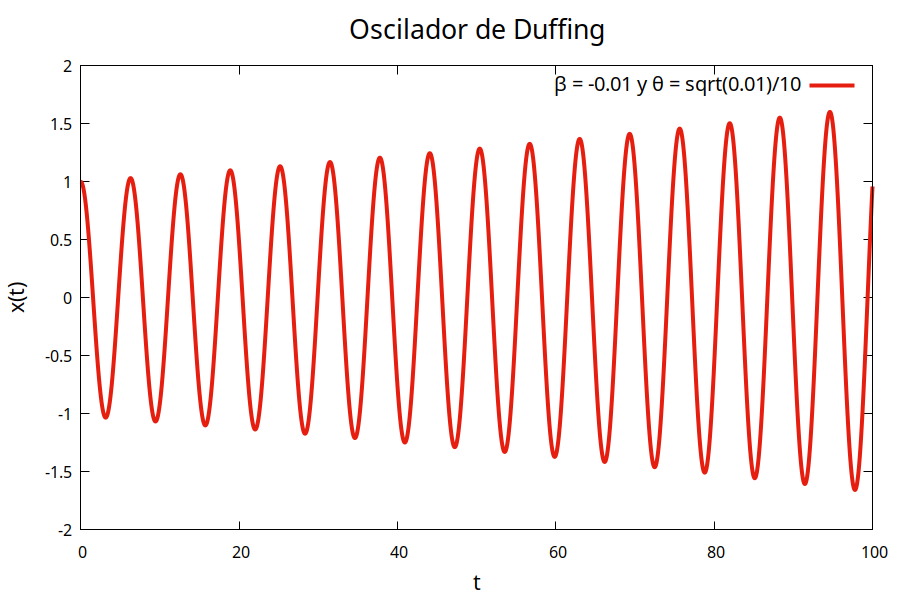 Oscilador de Duffing
β = -0.01 y θ = sqrt(0.01)/10
2
1.5
1
0.5
0
-0.5
-1
-1.5
-2
x(t)
0 20 40 60 80 100
t